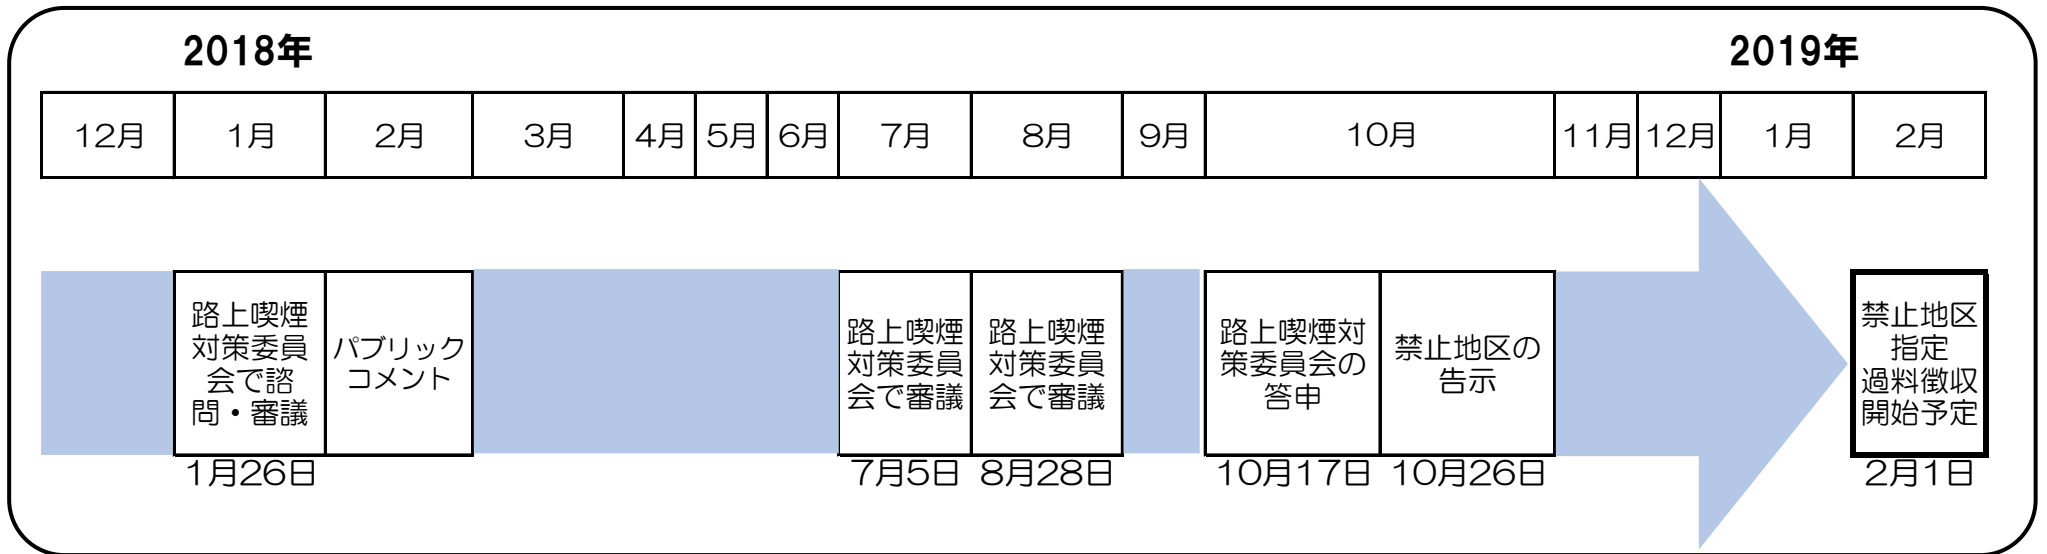 2018年
2019年
12月
1月
2月
3月
4月
5月
6月
7月
8月
9月
10月
11月
12月
1月
2月
路上喫煙
対策委員
会で諮
問・審議
パブリック
コメント
路上喫煙
対策委員
会で審議
路上喫煙
対策委員
会で審議
路上喫煙対
策委員会の
答申
禁止地区の
告示
禁止地区
指定
過料徴収
開始予定
1月26日
7月5日
8月28日
10月17日
10月26日
2月1日